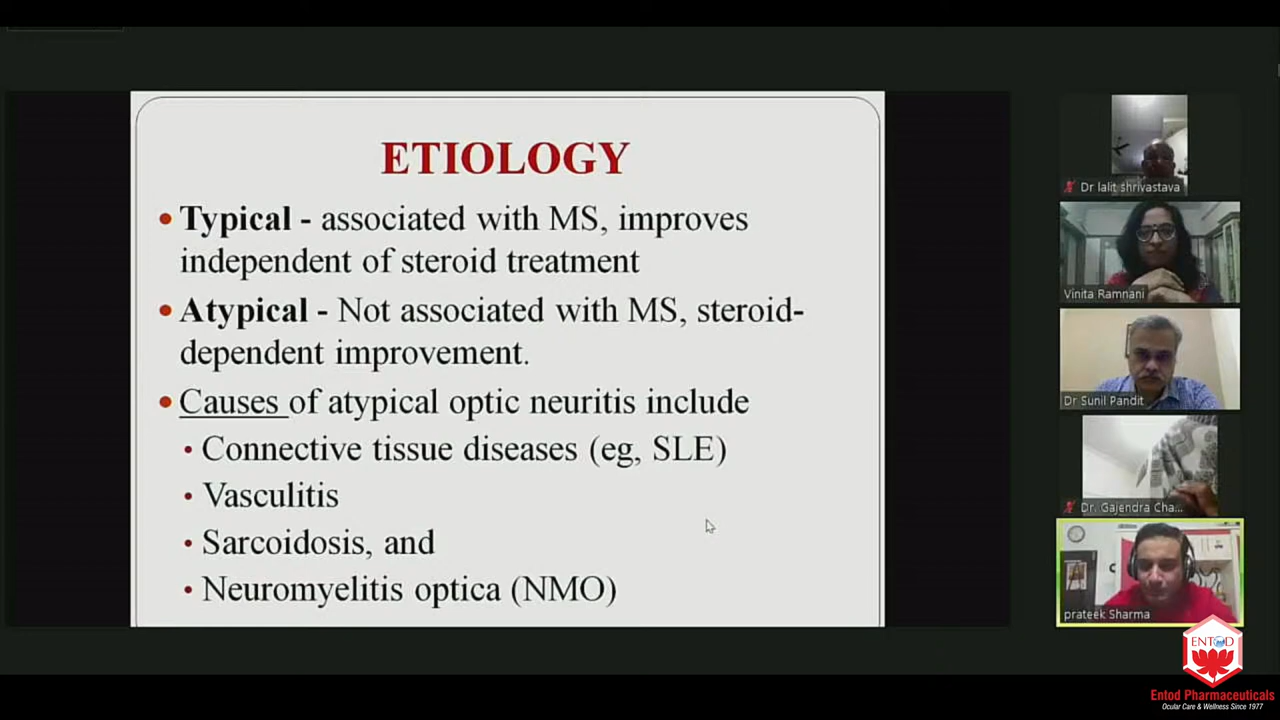 ETIOLOGY
• Typical - associated with MS, improves
independent of steroid treatment
• Atypical - Not associated with MS, steroid-
dependent improvement.
• Causes of atypical optic neuritis include
• Connective tissue diseases (eg, SLE)
• Vasculitis
• Sarcoidosis, and
• Neuromyelitis optica (NMO)
Dr lalit shrivastava
Vinita Ramnani
Dr Sunil Pandit
Dr. Gajendra Cha...
prateek Sharma
ENTOD
Entod Pharmaceuticals
Ocular Care & Wellness Since 1977